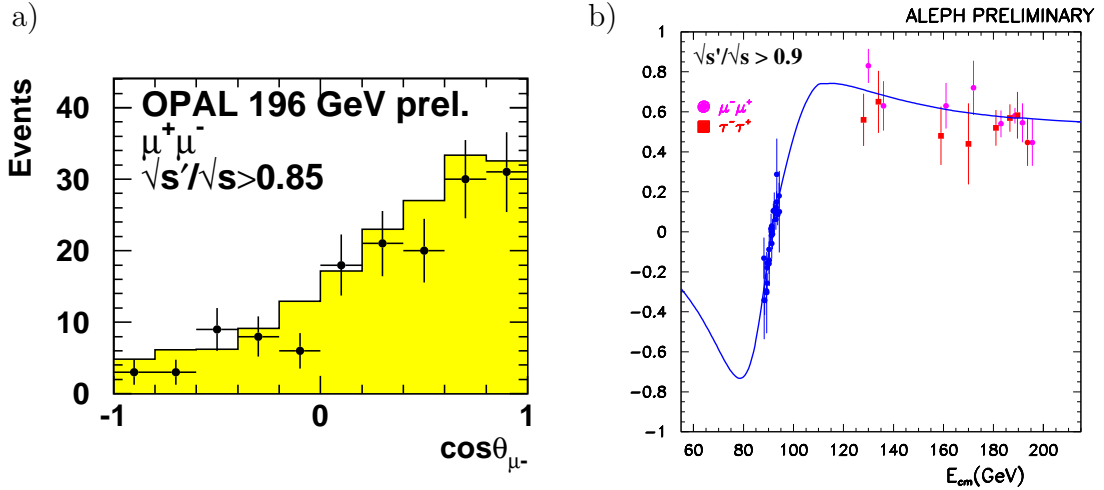 a)
OPAL 196 GeV prel.
μ⁺μ⁻
√s′/√s>0.85
Events
40
30
20
10
0
-1
0
1
cosθμ-
b)
ALEPH PRELIMINARY
√s'/√s > 0.9
μ⁻μ⁺
τ⁻τ⁺
1
0.8
0.6
0.4
0.2
0
-0.2
-0.4
-0.6
-0.8
-1
60
80
100
120
140
160
180
200
Ecm(GeV)